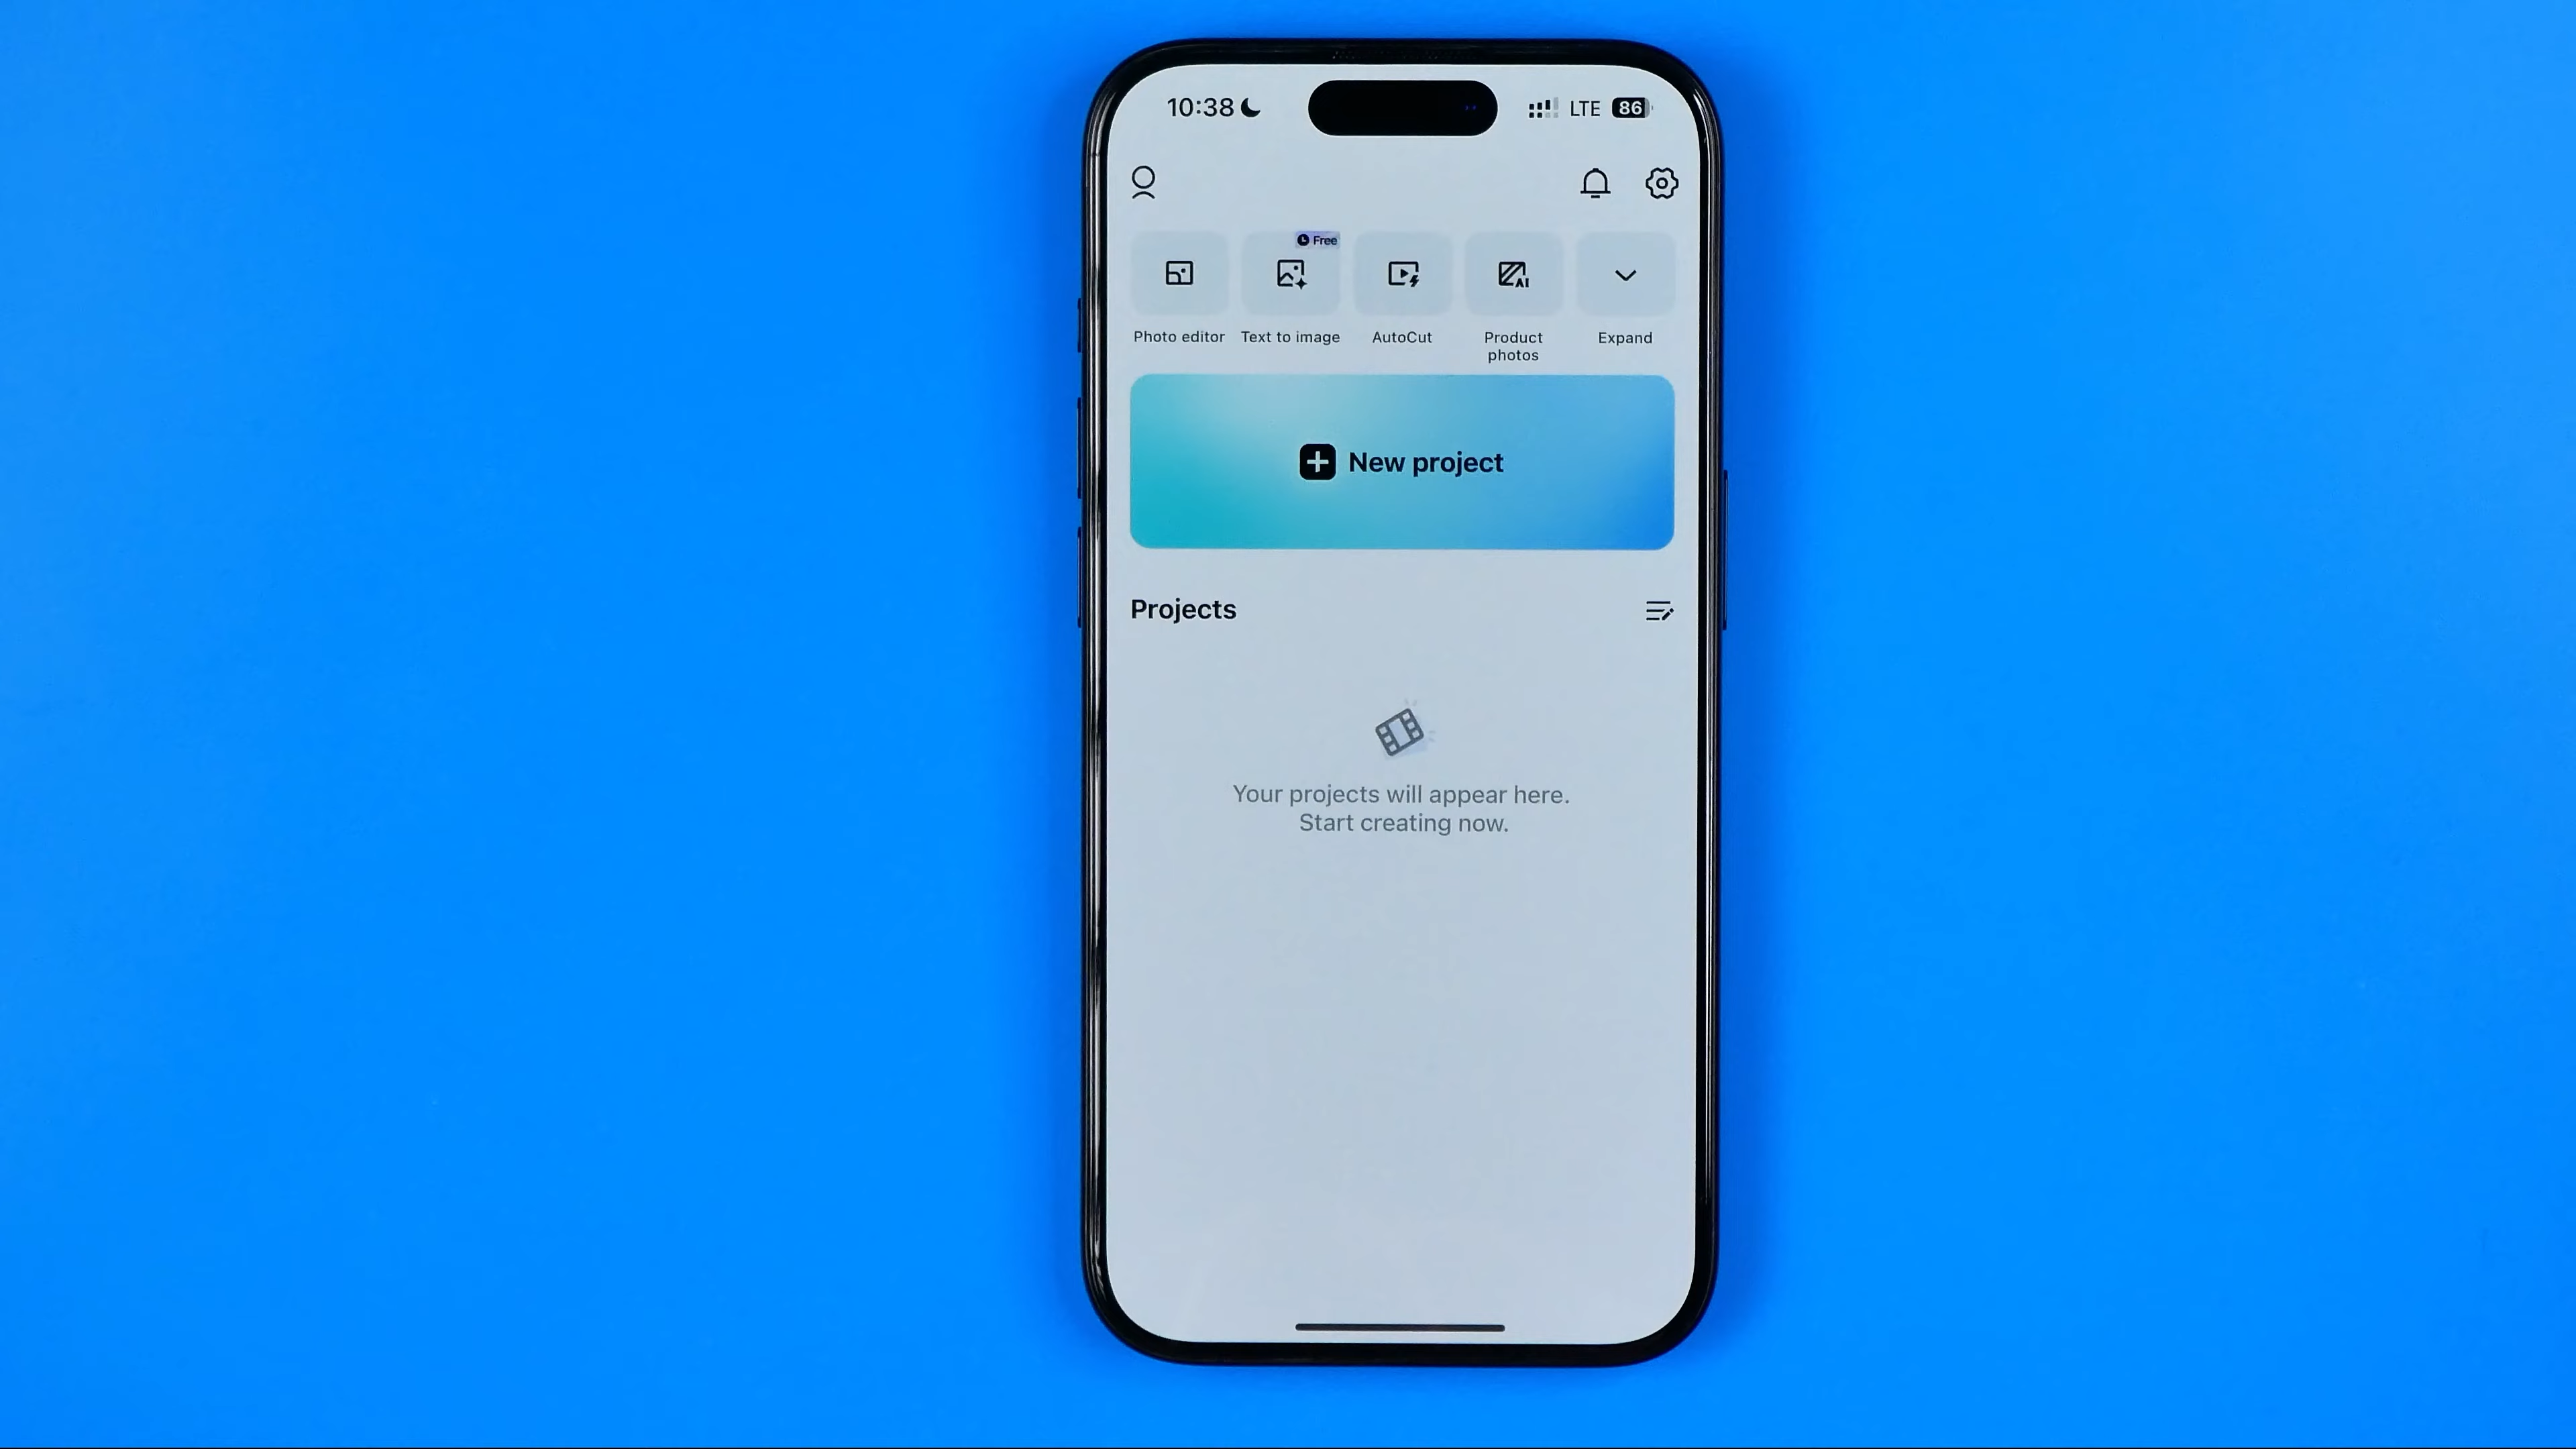 10:38 LTE 86
Free
Photo editor Text to image AutoCut Product photos Expand
AI
New project
Projects
Your projects will appear here.
Start creating now.